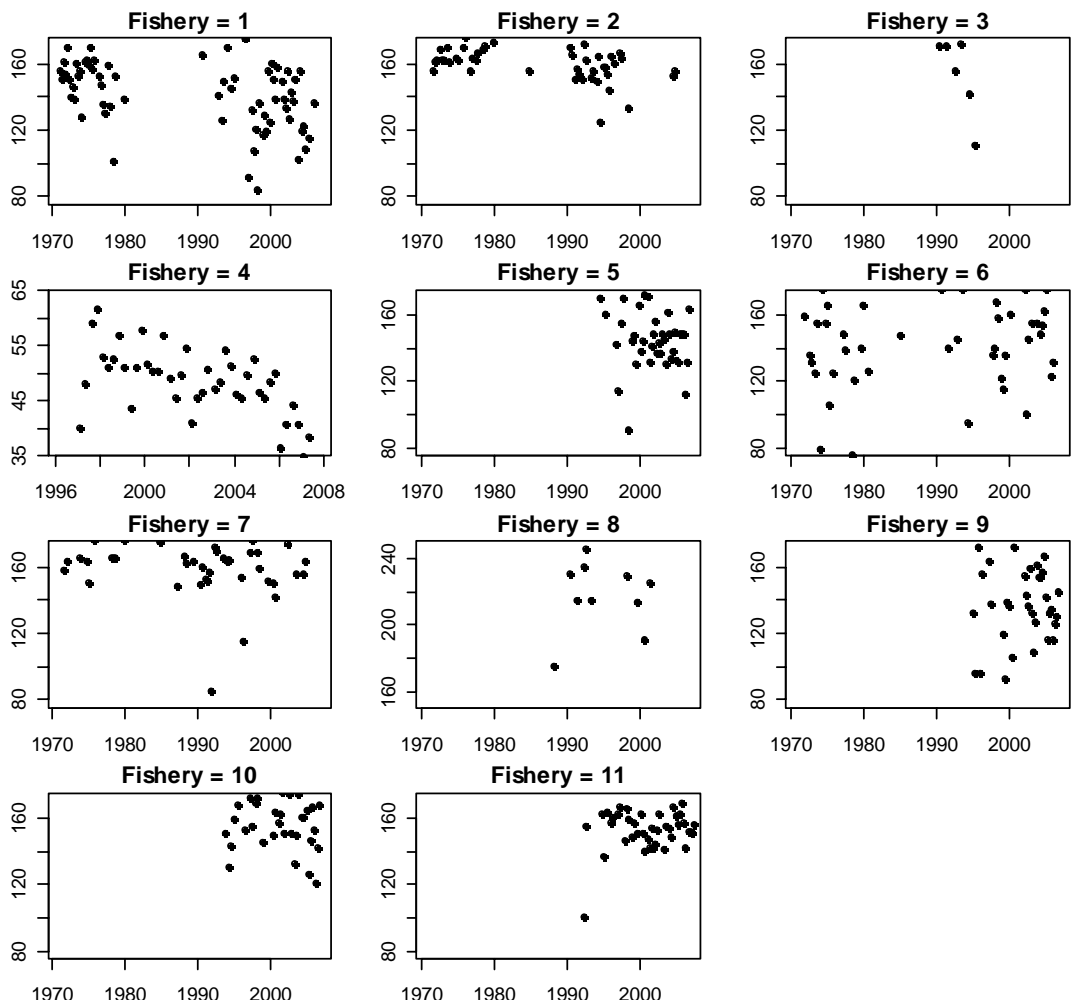 Fishery = 1
Fishery = 2
Fishery = 3
80 120 160
80 120 160
80 120 160
1970 1980 1990 2000
1970 1980 1990 2000
1970 1980 1990 2000
Fishery = 4
Fishery = 5
Fishery = 6
35 45 55 65
80 120 160
80 120 160
1996 2000 2004 2008
1970 1980 1990 2000
1970 1980 1990 2000
Fishery = 7
Fishery = 8
Fishery = 9
80 120 160
160 200 240
80 120 160
1970 1980 1990 2000
1970 1980 1990 2000
1970 1980 1990 2000
Fishery = 10
Fishery = 11
80 120 160
80 120 160
1970 1980 1990 2000
1970 1980 1990 2000